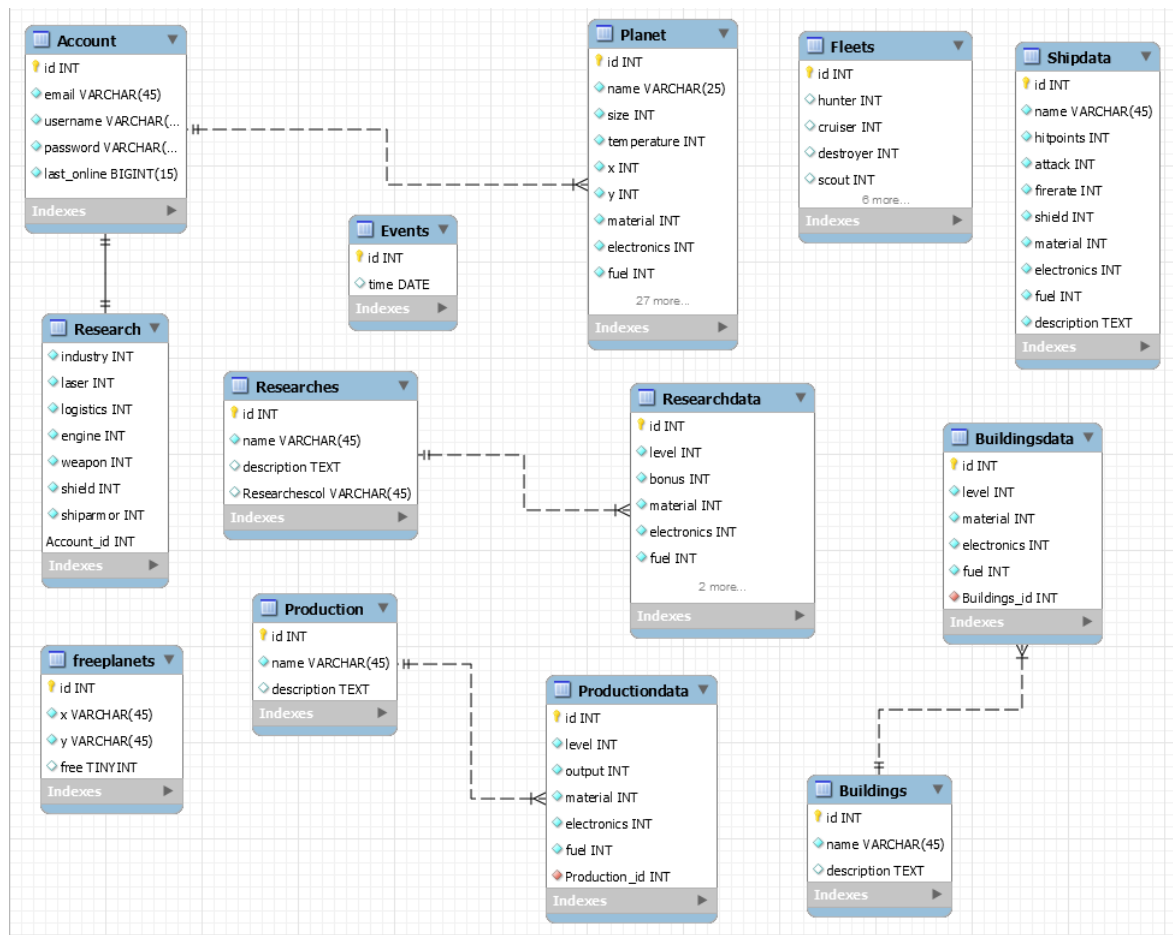 Account
id INT
email VARCHAR(45)
username VARCHAR(...
password VARCHAR(...
last_online BIGINT(15)
Indexes
Planet
id INT
name VARCHAR(25)
size INT
temperature INT
x INT
y INT
material INT
electronics INT
fuel INT
27 more...
Indexes
Fleets
id INT
hunter INT
cruiser INT
destroyer INT
scout INT
6 more...
Indexes
Shipdata
id INT
name VARCHAR(45)
hitpoints INT
attack INT
firerate INT
shield INT
material INT
electronics INT
fuel INT
description TEXT
Indexes
Events
id INT
time DATE
Indexes
Research
industry INT
laser INT
logistics INT
engine INT
weapon INT
shield INT
shiparmor INT
Account_id INT
Indexes
Researches
id INT
name VARCHAR(45)
description TEXT
Researchescol VARCHAR(45)
Indexes
Researchdata
id INT
level INT
bonus INT
material INT
electronics INT
fuel INT
2 more...
Indexes
Buildingsdata
id INT
level INT
material INT
electronics INT
fuel INT
Buildings_id INT
Indexes
Production
id INT
name VARCHAR(45)
description TEXT
Indexes
freeplanets
id INT
x VARCHAR(45)
y VARCHAR(45)
free TINYINT
Indexes
Productiondata
id INT
level INT
output INT
material INT
electronics INT
fuel INT
Production_id INT
Indexes
Buildings
id INT
name VARCHAR(45)
description TEXT
Indexes